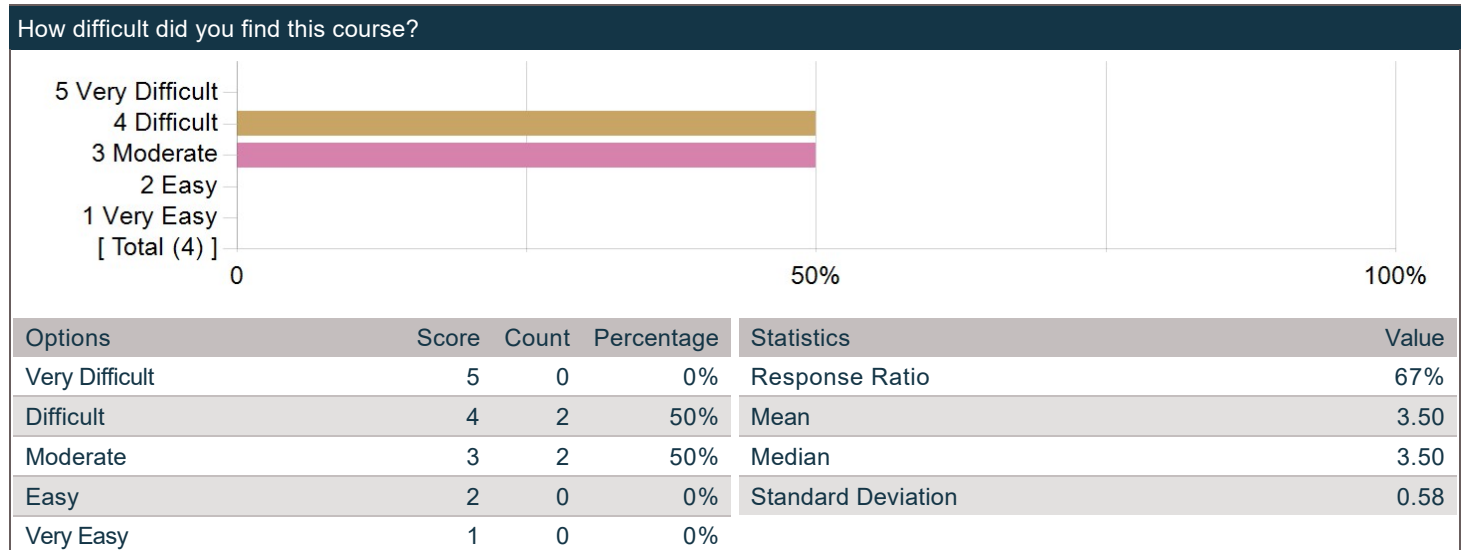 How difficult did you find this course?
5 Very Difficult
4 Difficult
3 Moderate
2 Easy
1 Very Easy
[ Total (4) ]
0 50% 100%
Options Score Count Percentage
Very Difficult 5 0 0%
Difficult 4 2 50%
Moderate 3 2 50%
Easy 2 0 0%
Very Easy 1 0 0%
Statistics Value
Response Ratio 67%
Mean 3.50
Median 3.50
Standard Deviation 0.58